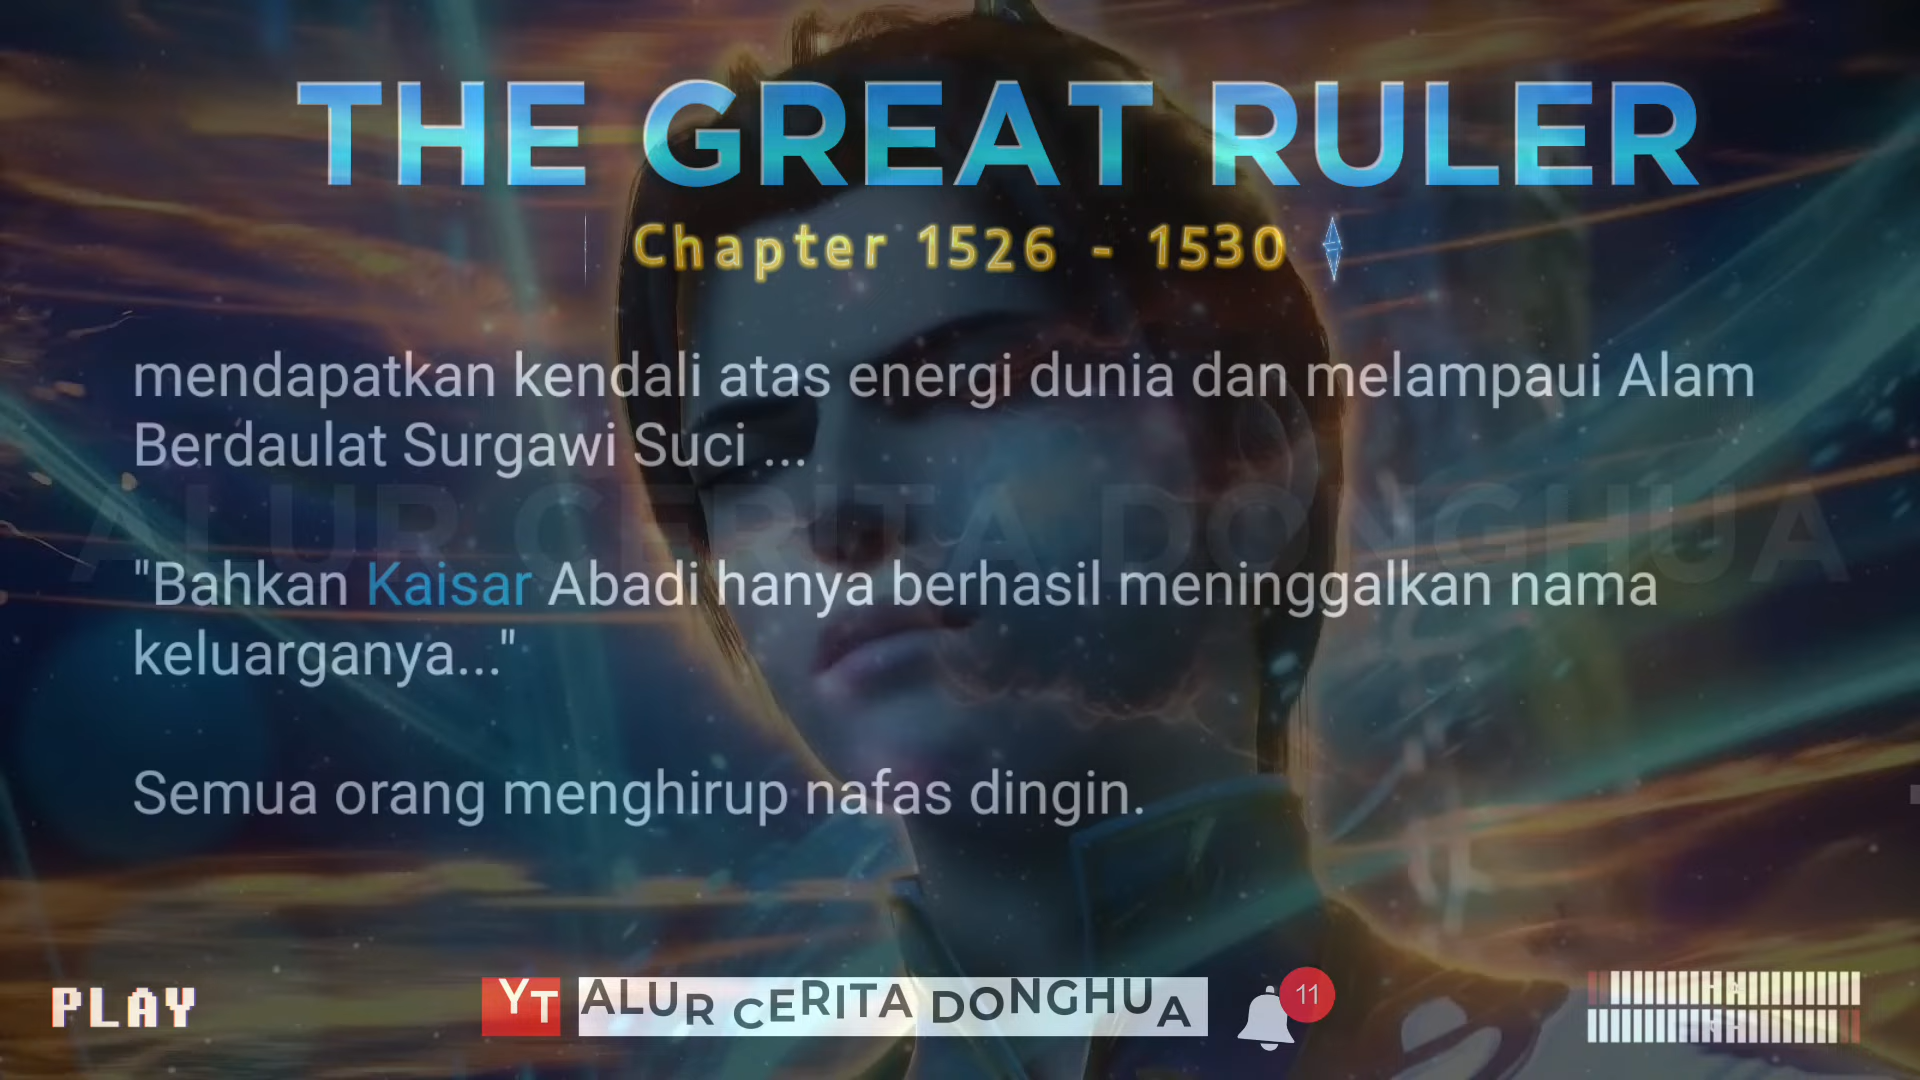 THE GREAT RULER
Chapter 1526 - 1530
mendapatkan kendali atas energi dunia dan melampaui Alam
Berdaulat Surgawi Suci ...
ALUR CERITA DONGHUA
"Bahkan Kaisar Abadi hanya berhasil meninggalkan nama
keluarganya..."
Semua orang menghirup nafas dingin.
PLAY
YT ALUR CERITA DONGHUA
11